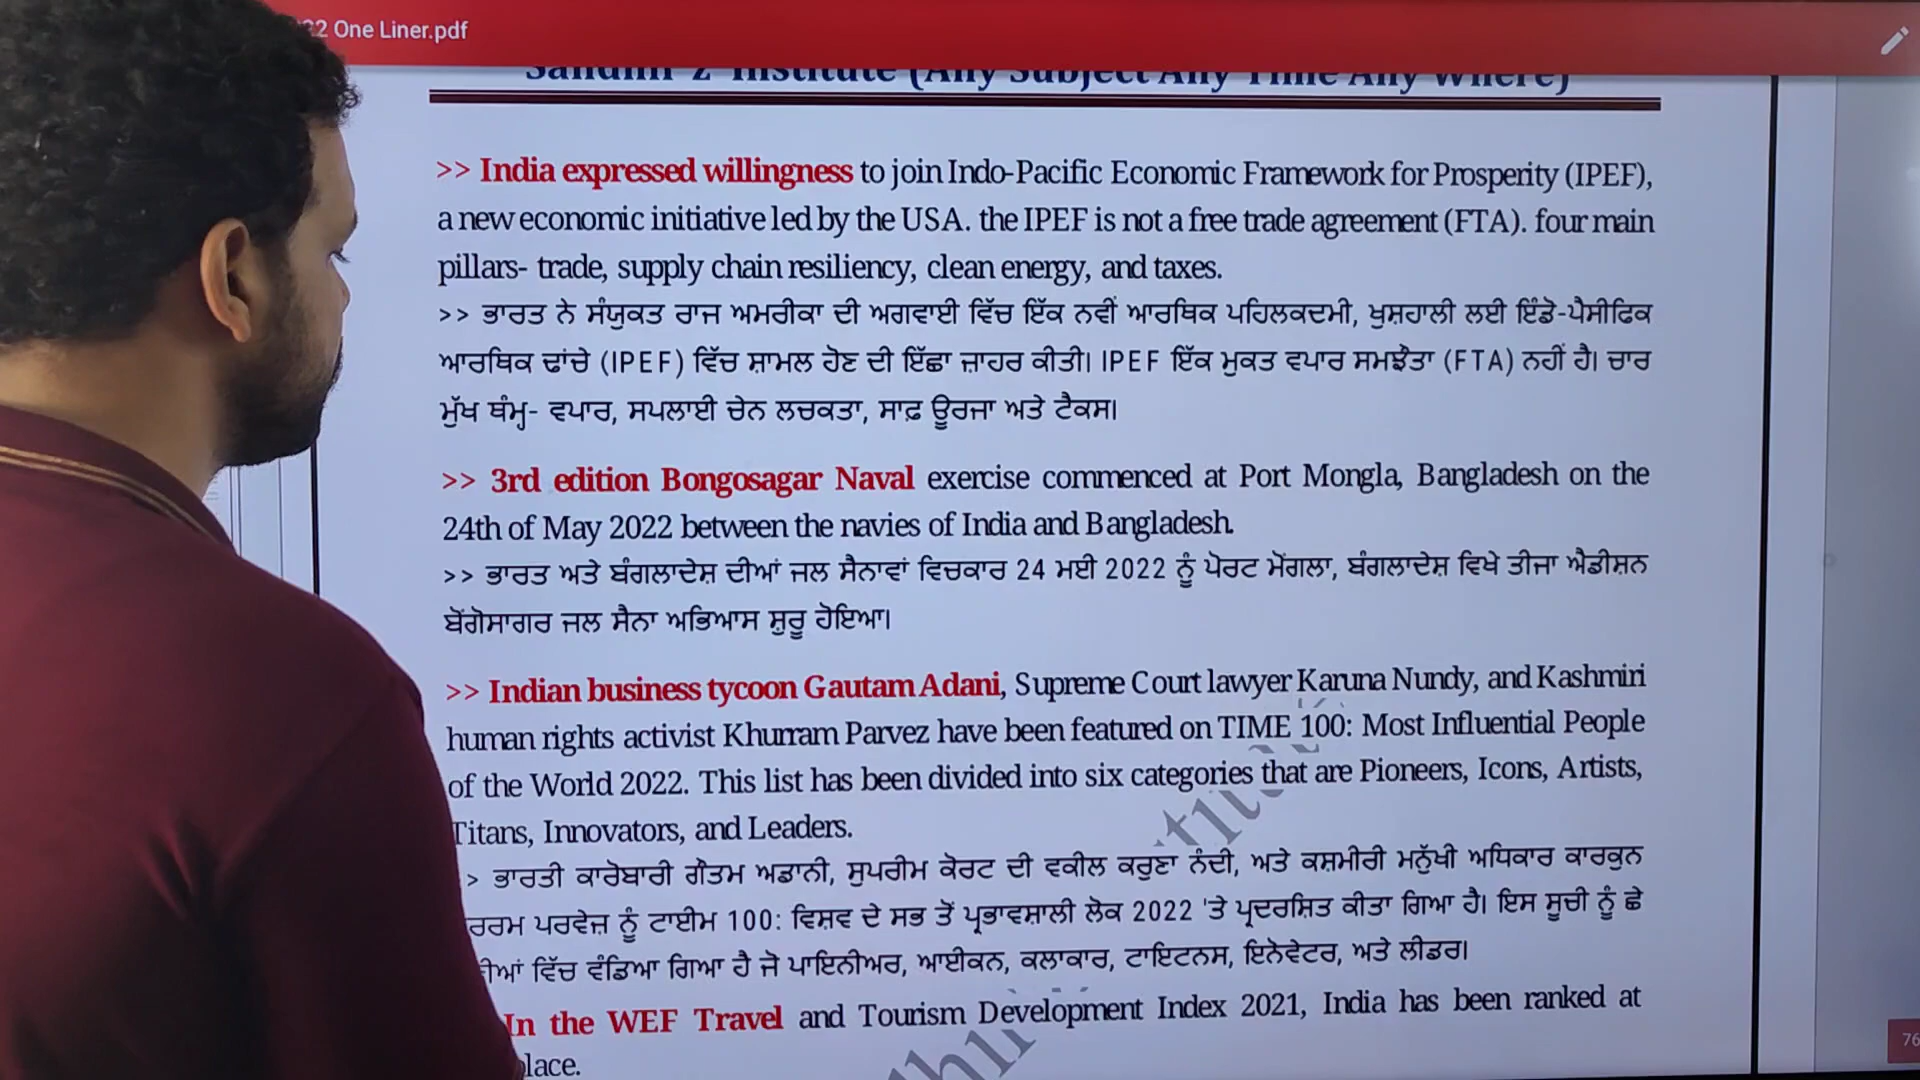 One Liner.pdf
Institute (Any Subject Any Time Any Where)
>> India expressed willingness to join Indo-Pacific Economic Framework for Prosperity (IPEF),
a new economic initiative led by the USA. the IPEF is not a free trade agreement (FTA). four main
pillars- trade, supply chain resiliency, clean energy, and taxes.
>> ਭਾਰਤ ਨੇ ਸੰਯੁਕਤ ਰਾਜ ਅਮਰੀਕਾ ਦੀ ਅਗਵਾਈ ਵਿੱਚ ਇੱਕ ਨਵੀਂ ਆਰਥਿਕ ਪਹਿਲਕਦਮੀ, ਖੁਸ਼ਹਾਲੀ ਲਈ ਇੰਡੋ-ਪੈਸੀਫਿਕ
ਆਰਥਿਕ ਢਾਂਚੇ (IPEF) ਵਿੱਚ ਸ਼ਾਮਲ ਹੋਣ ਦੀ ਇੱਛਾ ਜ਼ਾਹਰ ਕੀਤੀ। IPEF ਇੱਕ ਮੁਕਤ ਵਪਾਰ ਸਮਝੌਤਾ (FTA) ਨਹੀਂ ਹੈ। ਚਾਰ
ਮੁੱਖ ਥੰਮ੍ਹ- ਵਪਾਰ, ਸਪਲਾਈ ਚੇਨ ਲਚਕਤਾ, ਸਾਫ਼ ਊਰਜਾ ਅਤੇ ਟੈਕਸ।
>> 3rd edition Bongosagar Naval exercise commenced at Port Mongla, Bangladesh on the
24th of May 2022 between the navies of India and Bangladesh.
>> ਭਾਰਤ ਅਤੇ ਬੰਗਲਾਦੇਸ਼ ਦੀਆਂ ਜਲ ਸੈਨਾਵਾਂ ਵਿਚਕਾਰ 24 ਮਈ 2022 ਨੂੰ ਪੋਰਟ ਮੋਂਗਲਾ, ਬੰਗਲਾਦੇਸ਼ ਵਿਖੇ ਤੀਜਾ ਐਡੀਸ਼ਨ
ਬੋਂਗੋਸਾਗਰ ਜਲ ਸੈਨਾ ਅਭਿਆਸ ਸ਼ੁਰੂ ਹੋਇਆ।
>> Indian business tycoon Gautam Adani, Supreme Court lawyer Karuna Nundy, and Kashmiri
human rights activist Khurram Parvez have been featured on TIME 100: Most Influential People
of the World 2022. This list has been divided into six categories that are Pioneers, Icons, Artists,
Titans, Innovators, and Leaders.
> ਭਾਰਤੀ ਕਾਰੋਬਾਰੀ ਗੌਤਮ ਅਡਾਨੀ, ਸੁਪਰੀਮ ਕੋਰਟ ਦੀ ਵਕੀਲ ਕਰੁਣਾ ਨੰਦੀ, ਅਤੇ ਕਸ਼ਮੀਰੀ ਮਨੁੱਖੀ ਅਧਿਕਾਰ ਕਾਰਕੁਨ
ਪਰਵੇਜ਼ ਨੂੰ ਟਾਈਮ 100: ਵਿਸ਼ਵ ਦੇ ਸਭ ਤੋਂ ਪ੍ਰਭਾਵਸ਼ਾਲੀ ਲੋਕ 2022 'ਤੇ ਪ੍ਰਦਰਸ਼ਿਤ ਕੀਤਾ ਗਿਆ ਹੈ। ਇਸ ਸੂਚੀ ਨੂੰ ਛੇ
ਵਿੱਚ ਵੰਡਿਆ ਗਿਆ ਹੈ ਜੋ ਪਾਇਨੀਅਰ, ਆਈਕਨ, ਕਲਾਕਾਰ, ਟਾਇਟਨਸ, ਇਨੋਵੇਟਰ, ਅਤੇ ਲੀਡਰ।
In the WEF Travel and Tourism Development Index 2021, India has been ranked at
place.
76